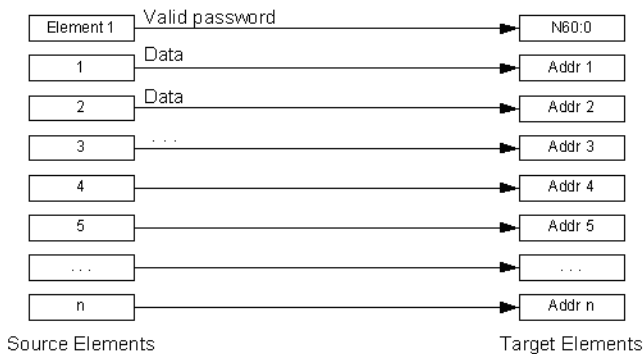 Element 1 Valid password N60:0
1 Data Addr 1
2 Data Addr 2
3 . . . Addr 3
4 Addr 4
5 Addr 5
. . . . . .
n Addr n
Source Elements Target Elements